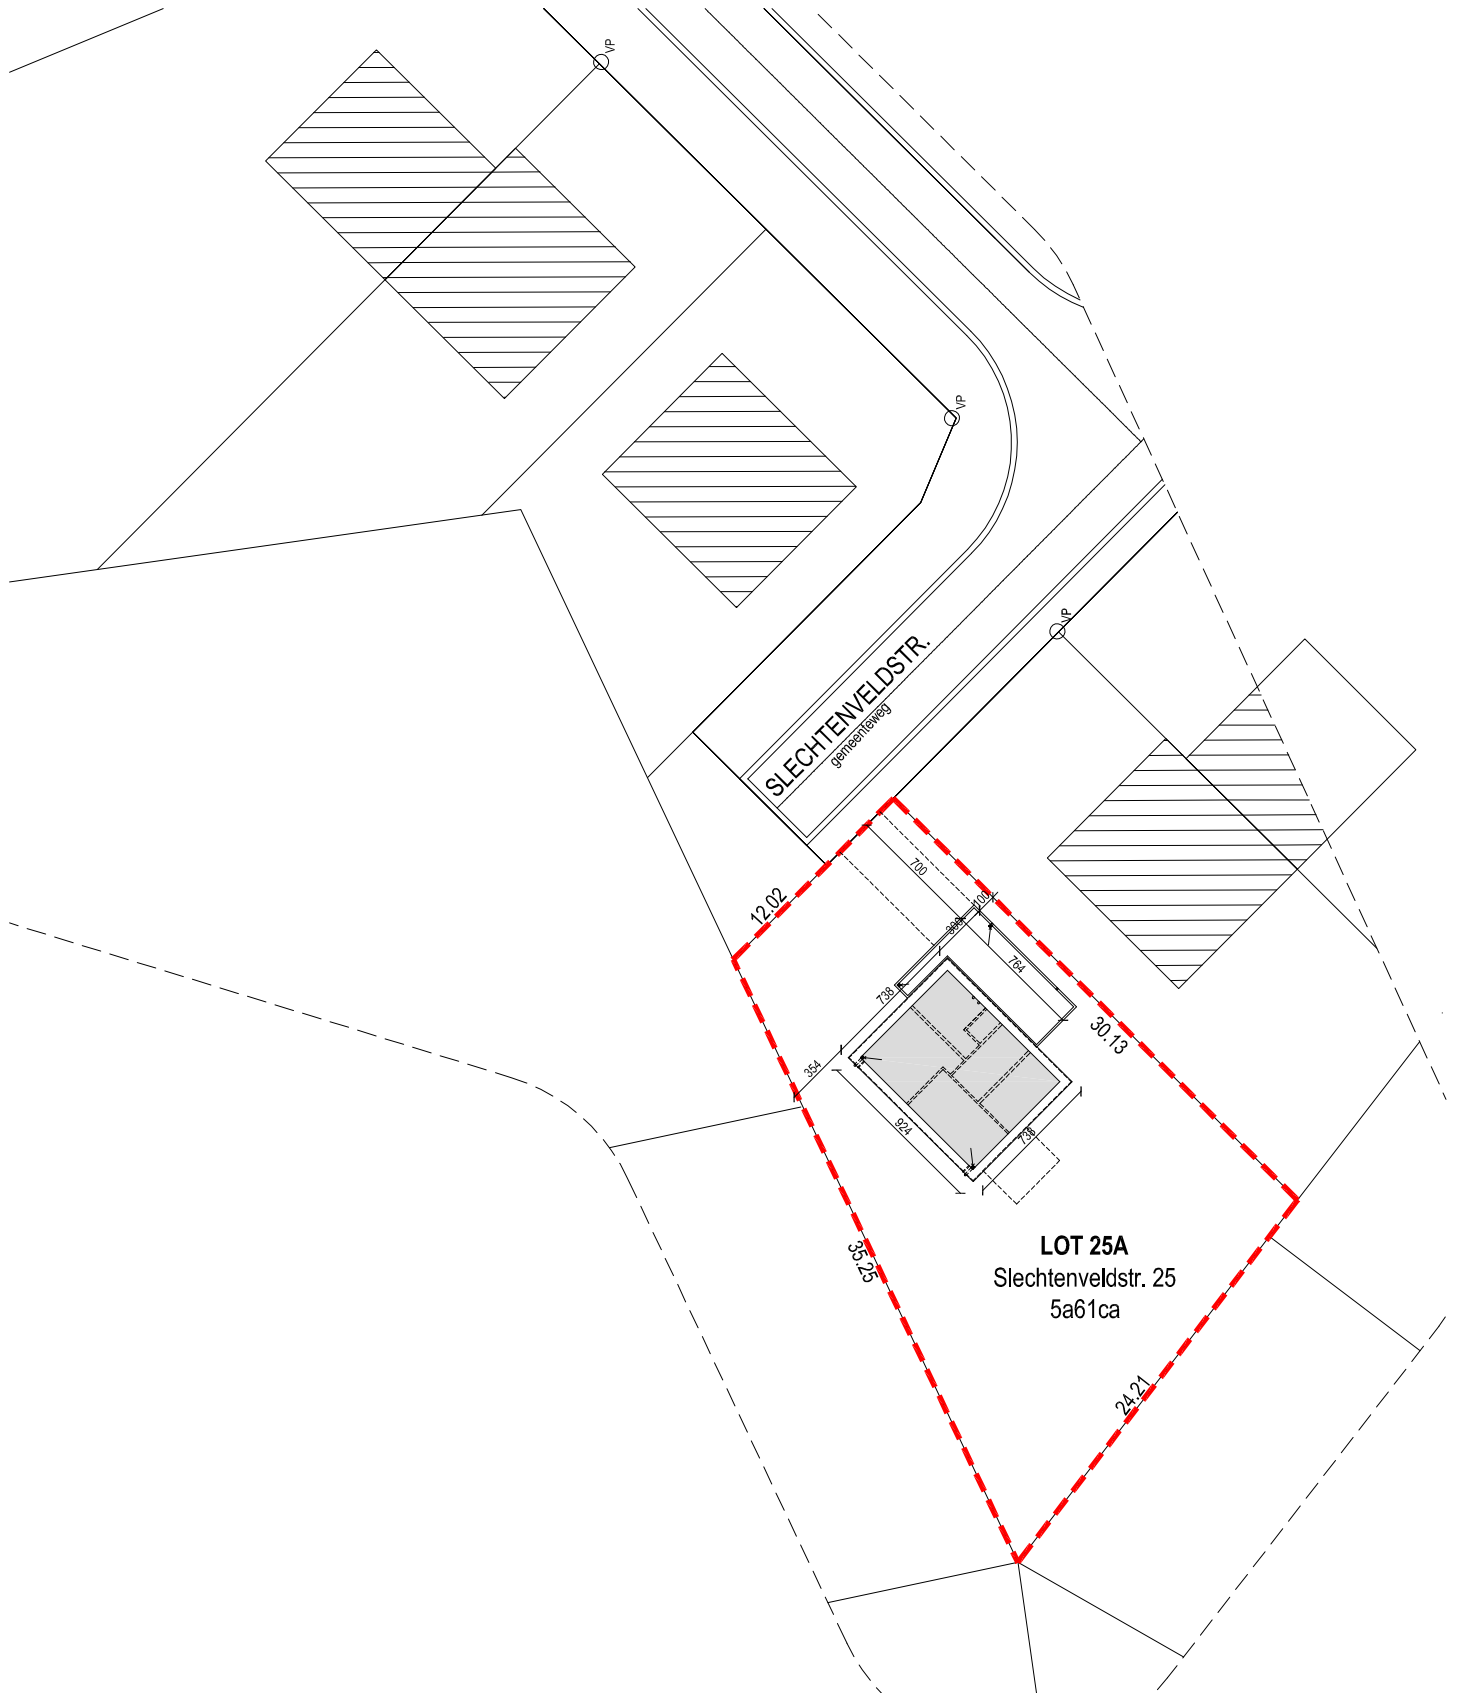 VP
VP
VP
SLECHTENVELDSTR.
gemeenteweg
12.02
700
100
300
764
738
30.13
354
924
738
35.25
LOT 25A
Slechtenveldstr. 25
5a61ca
24.21